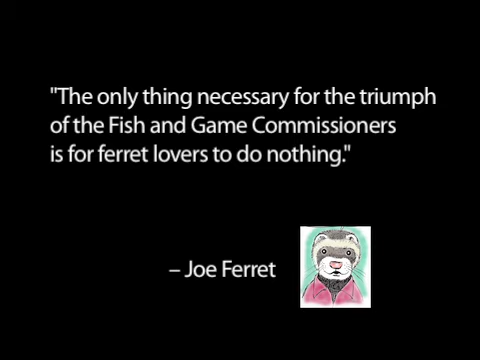 "The only thing necessary for the triumph
of the Fish and Game Commissioners
is for ferret lovers to do nothing."
– Joe Ferret